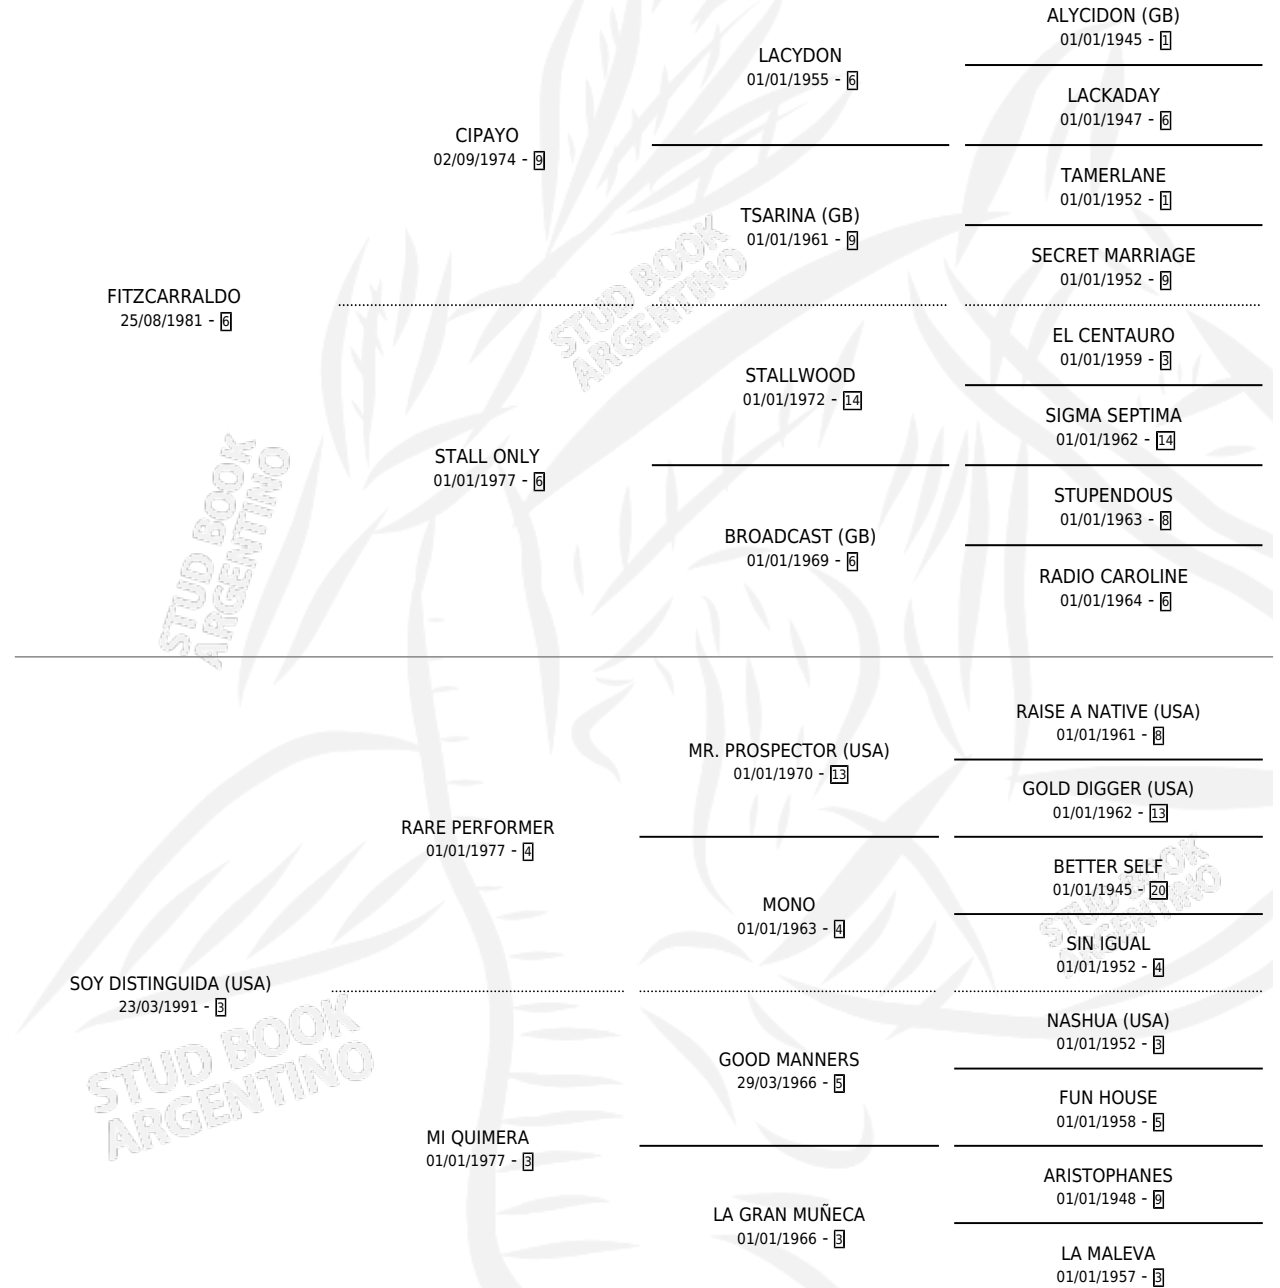 ALYCIDON (GB)
01/01/1945 - 1
LACYDON
01/01/1955 - 6
LACKADAY
01/01/1947 - 6
CIPAYO
02/09/1974 - 9
TAMERLANE
01/01/1952 - 1
TSARINA (GB)
01/01/1961 - 9
SECRET MARRIAGE
01/01/1952 - 9
FITZCARRALDO
25/08/1981 - 6
STUD BOOK
ARGENTINO
EL CENTAURO
01/01/1959 - 3
STALLWOOD
01/01/1972 - 14
SIGMA SEPTIMA
01/01/1962 - 14
STALL ONLY
01/01/1977 - 6
STUPENDOUS
01/01/1963 - 8
BROADCAST (GB)
01/01/1969 - 6
RADIO CAROLINE
01/01/1964 - 6
STUD BOOK
ARGENTINO
RAISE A NATIVE (USA)
01/01/1961 - 8
MR. PROSPECTOR (USA)
01/01/1970 - 13
GOLD DIGGER (USA)
01/01/1962 - 13
RARE PERFORMER
01/01/1977 - 4
BETTER SELF
01/01/1945 - 20
MONO
01/01/1963 - 4
SIN IGUAL
01/01/1952 - 4
STUD BOOK
ARGENTINO
SOY DISTINGUIDA (USA)
23/03/1991 - 3
NASHUA (USA)
01/01/1952 - 3
GOOD MANNERS
29/03/1966 - 5
FUN HOUSE
01/01/1958 - 5
STUD BOOK
ARGENTINO
MI QUIMERA
01/01/1977 - 3
ARISTOPHANES
01/01/1948 - 9
LA GRAN MUÑECA
01/01/1966 - 3
LA MALEVA
01/01/1957 - 3